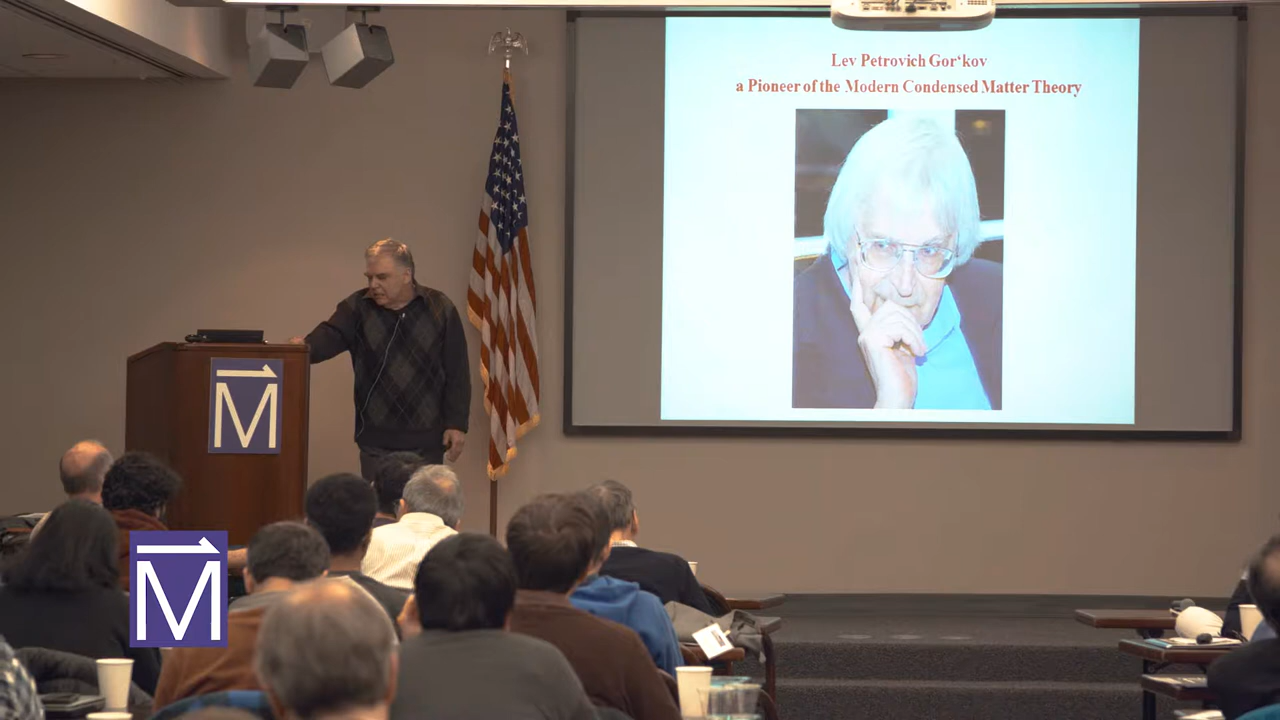 Lev Petrovich Gor‘kov
a Pioneer of the Modern Condensed Matter Theory
M
M